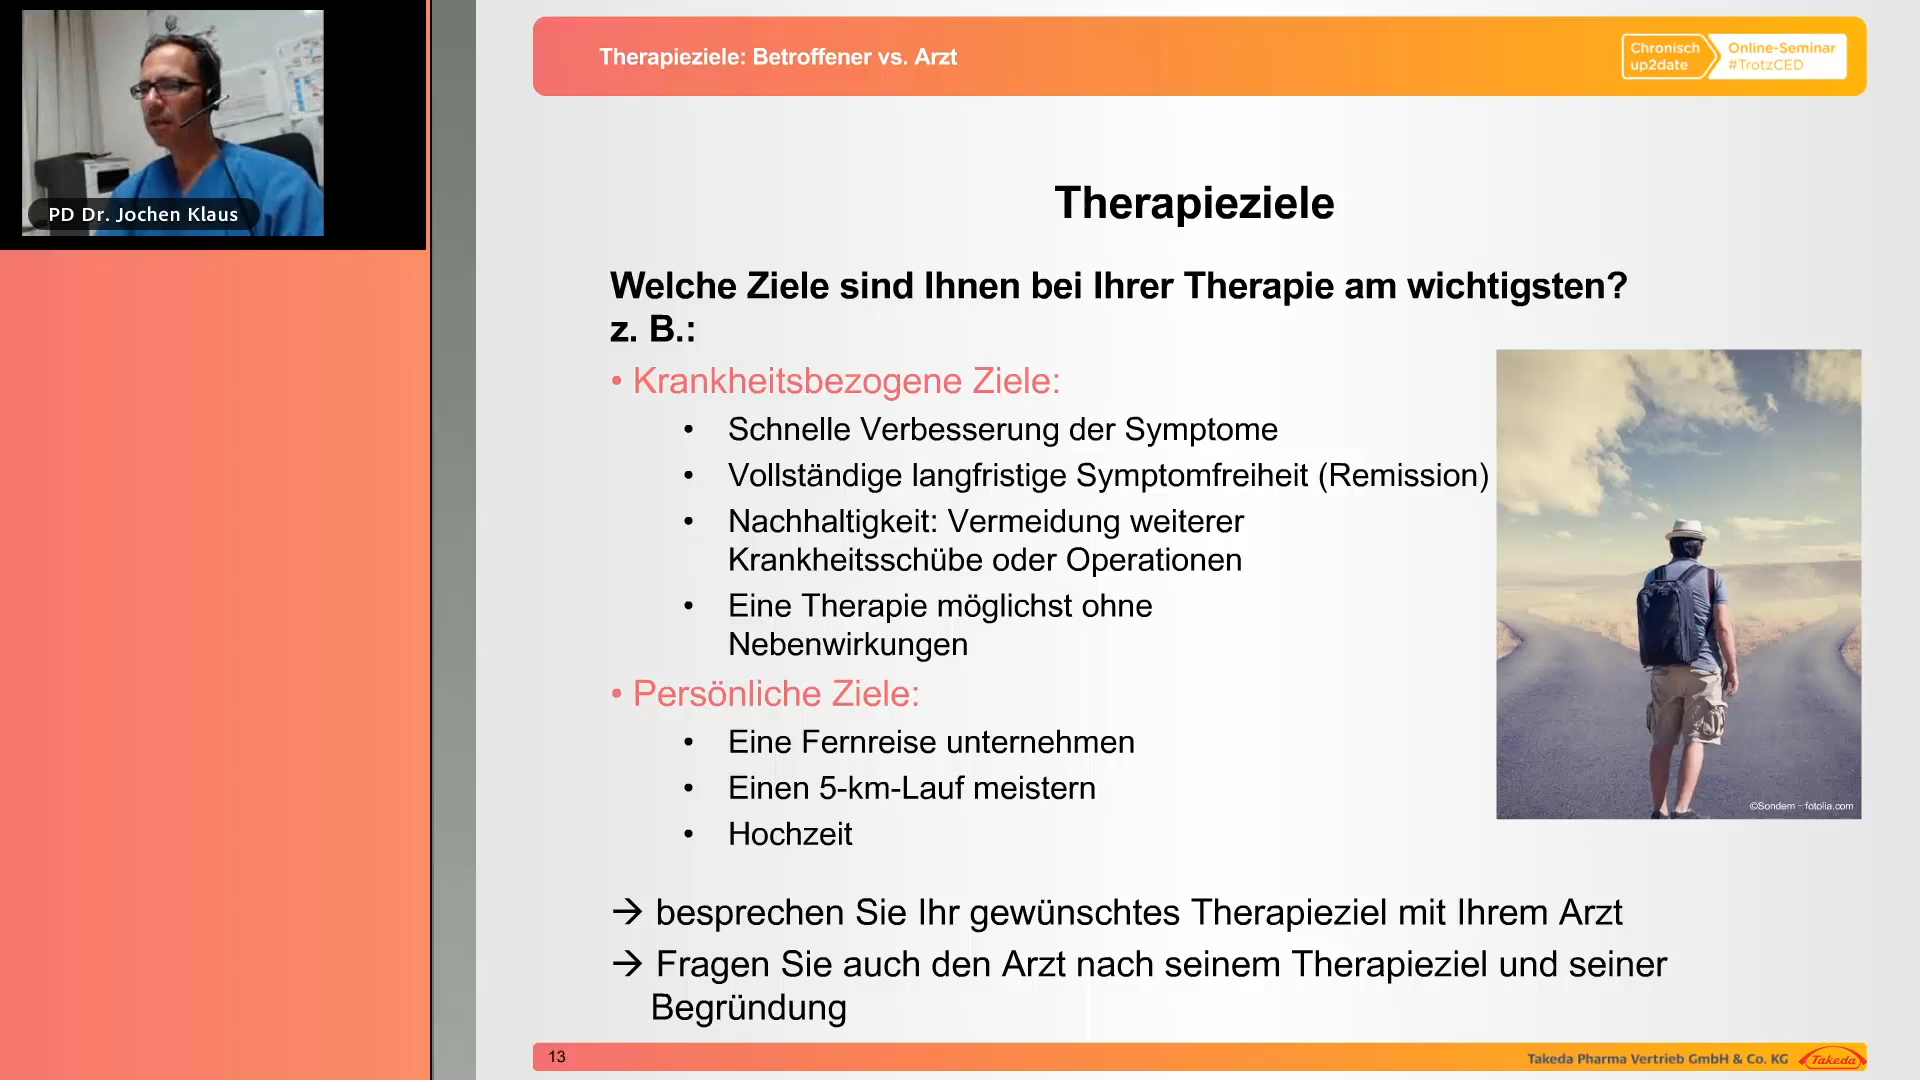 PD Dr. Jochen Klaus
Therapieziele: Betroffener vs. Arzt
Chronisch
up2date
Online-Seminar
#TrotzCED
Therapieziele
Welche Ziele sind Ihnen bei Ihrer Therapie am wichtigsten?
z. B.:
• Krankheitsbezogene Ziele:
• Schnelle Verbesserung der Symptome
• Vollständige langfristige Symptomfreiheit (Remission)
• Nachhaltigkeit: Vermeidung weiterer
Krankheitsschübe oder Operationen
• Eine Therapie möglichst ohne
Nebenwirkungen
• Persönliche Ziele:
• Eine Fernreise unternehmen
• Einen 5-km-Lauf meistern
• Hochzeit
©Sondem – fotolia.com
→ besprechen Sie Ihr gewünschtes Therapieziel mit Ihrem Arzt
→ Fragen Sie auch den Arzt nach seinem Therapieziel und seiner
Begründung
13
Takeda Pharma Vertrieb GmbH & Co. KG
Takeda